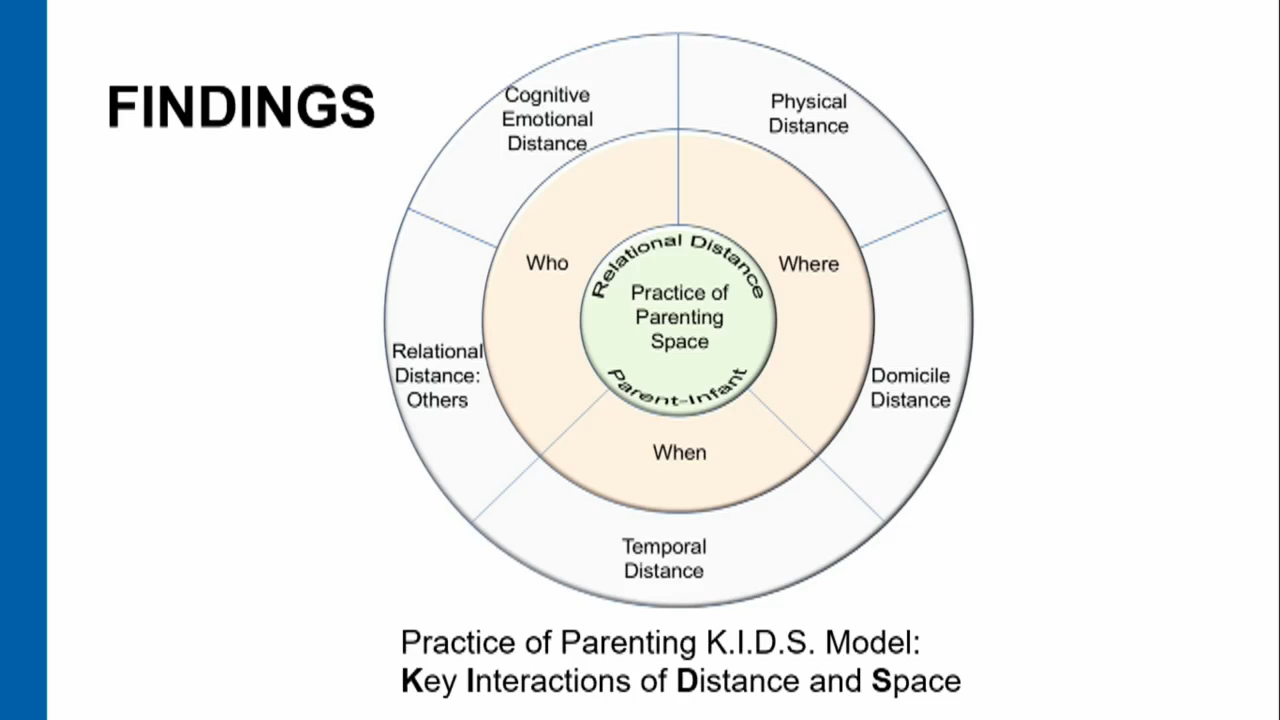 FINDINGS
Cognitive
Emotional
Distance
Physical
Distance
Who
Where
Relational Distance
Practice of
Parenting
Space
Parent-Infant
Relational
Distance:
Others
Domicile
Distance
When
Temporal
Distance
Practice of Parenting K.I.D.S. Model:
Key Interactions of Distance and Space